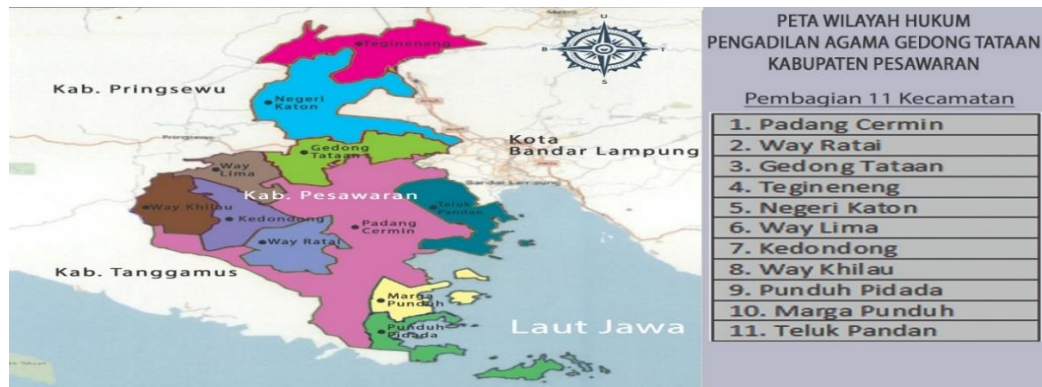 Tegineneng
Kab. Pringsewu
Negeri
Katon
Kota
Bandar Lampung
Pringsewu
Gedong
Tataan
Way
Lima
Bandar Lampung
Kab. Pesawaran
Way Khilau
Kedondong
Teluk
Pandan
Padang
Cermin
Way Ratai
Kab. Tanggamus
Marga
Punduh
Punduh
Pidada
Laut Jawa
U
B
T
S
PETA WILAYAH HUKUM
PENGADILAN AGAMA GEDONG TATAAN
KABUPATEN PESAWARAN
Pembagian 11 Kecamatan
1. Padang Cermin
2. Way Ratai
3. Gedong Tataan
4. Tegineneng
5. Negeri Katon
6. Way Lima
7. Kedondong
8. Way Khilau
9. Punduh Pidada
10. Marga Punduh
11. Teluk Pandan